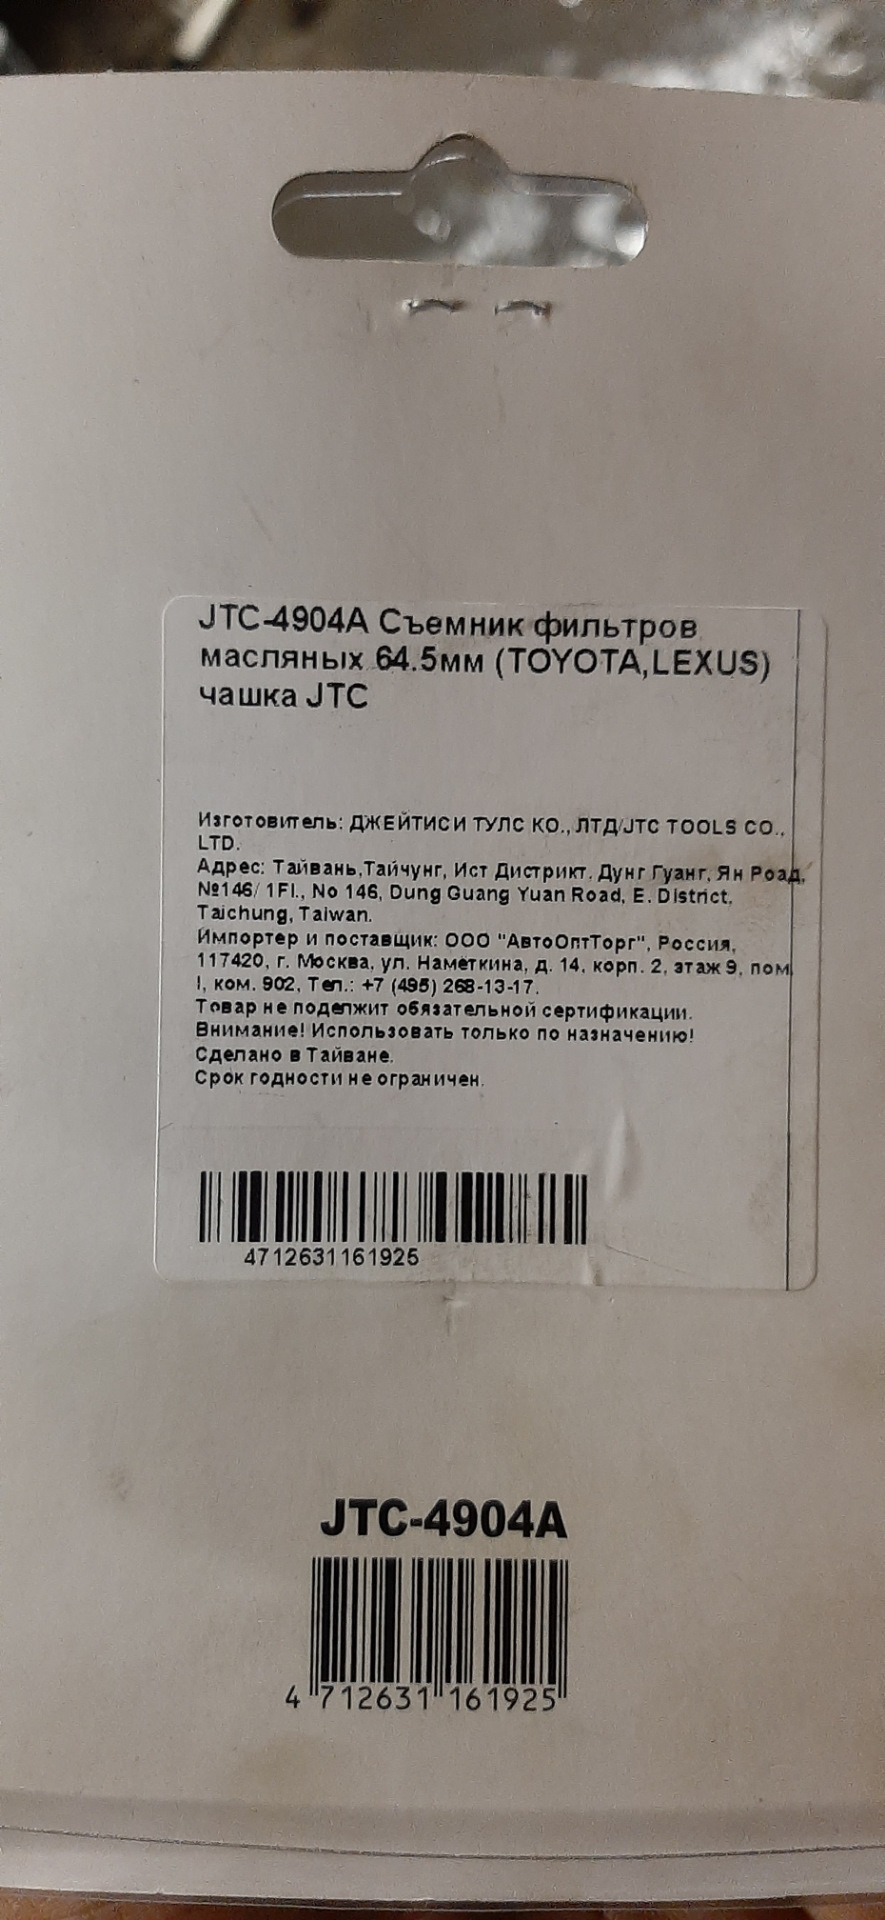 JTC-4904A Съемник фильтров
масляных 64.5мм (TOYOTA,LEXUS)
чашка JTC
Изготовитель: ДЖЕЙТИСИ ТУЛС КО., ЛТД/JTC TOOLS CO.,
LTD.
Адрес: Тайвань,Тайчунг, Ист Дистрикт. Дунг Гуанг, Ян Роад,
№146/ 1Fl., No 146, Dung Guang Yuan Road, E. District,
Taichung, Taiwan.
Импортер и поставщик: ООО "АвтоОптТорг", Россия,
117420, г. Москва, ул. Наметкина, д. 14, корп. 2, этаж 9, пом
I, ком. 902, Тел.: +7 (495) 268-13-17.
Товар не подлежит обязательной сертификации.
Внимание! Использовать только по назначению!
Сделано в Тайване.
Срок годности не ограничен.
4712631161925
JTC-4904A
4 712631 161925